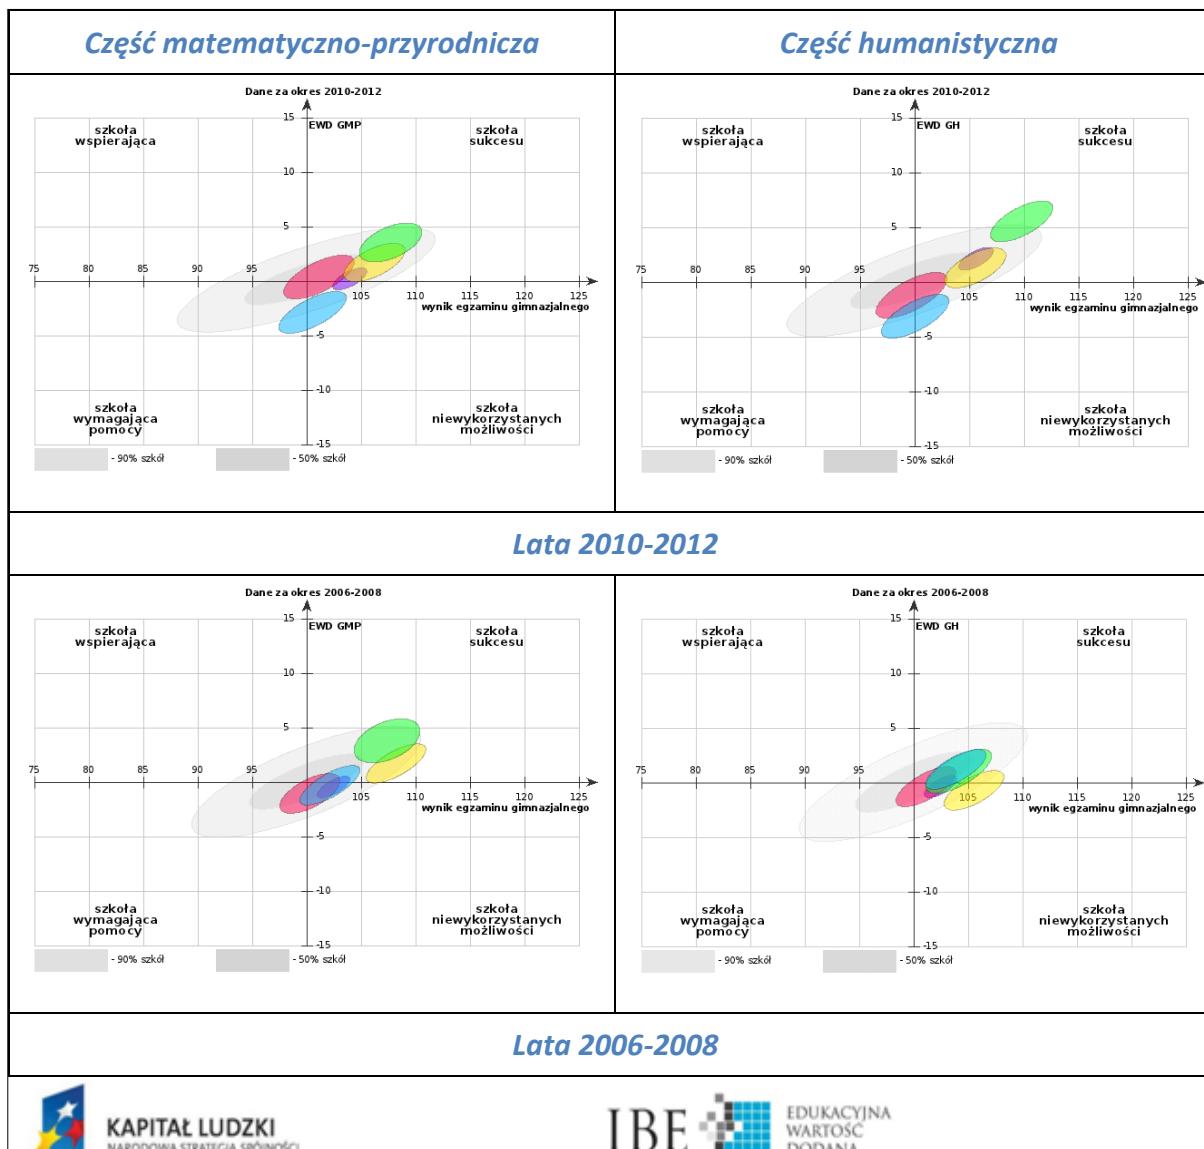 Część matematyczno-przyrodnicza
Część humanistyczna
Dane za okres 2010-2012
EWD GMP
szkoła
wspierająca
szkoła
sukcesu
15
10
5
-5
-10
-15
75 80 85 90 95 105 110 115 120 125
wynik egzaminu gimnazjalnego
szkoła
wymagająca
pomocy
szkoła
niewykorzystanych
możliwości
- 90% szkół
- 50% szkół
Dane za okres 2010-2012
EWD GH
szkoła
wspierająca
szkoła
sukcesu
15
10
5
-5
-10
-15
75 80 85 90 95 105 110 115 120 125
wynik egzaminu gimnazjalnego
szkoła
wymagająca
pomocy
szkoła
niewykorzystanych
możliwości
- 90% szkół
- 50% szkół
Lata 2010-2012
Dane za okres 2006-2008
EWD GMP
szkoła
wspierająca
szkoła
sukcesu
15
10
5
-5
-10
-15
75 80 85 90 95 105 110 115 120 125
wynik egzaminu gimnazjalnego
szkoła
wymagająca
pomocy
szkoła
niewykorzystanych
możliwości
- 90% szkół
- 50% szkół
Dane za okres 2006-2008
EWD GH
szkoła
wspierająca
szkoła
sukcesu
15
10
5
-5
-10
-15
75 80 85 90 95 105 110 115 120 125
wynik egzaminu gimnazjalnego
szkoła
wymagająca
pomocy
szkoła
niewykorzystanych
możliwości
- 90% szkół
- 50% szkół
Lata 2006-2008
KAPITAŁ LUDZKI
NARODOWA STRATEGIA SPÓJNOŚCI
IBE
EDUKACYJNA
WARTOŚĆ
DODANA